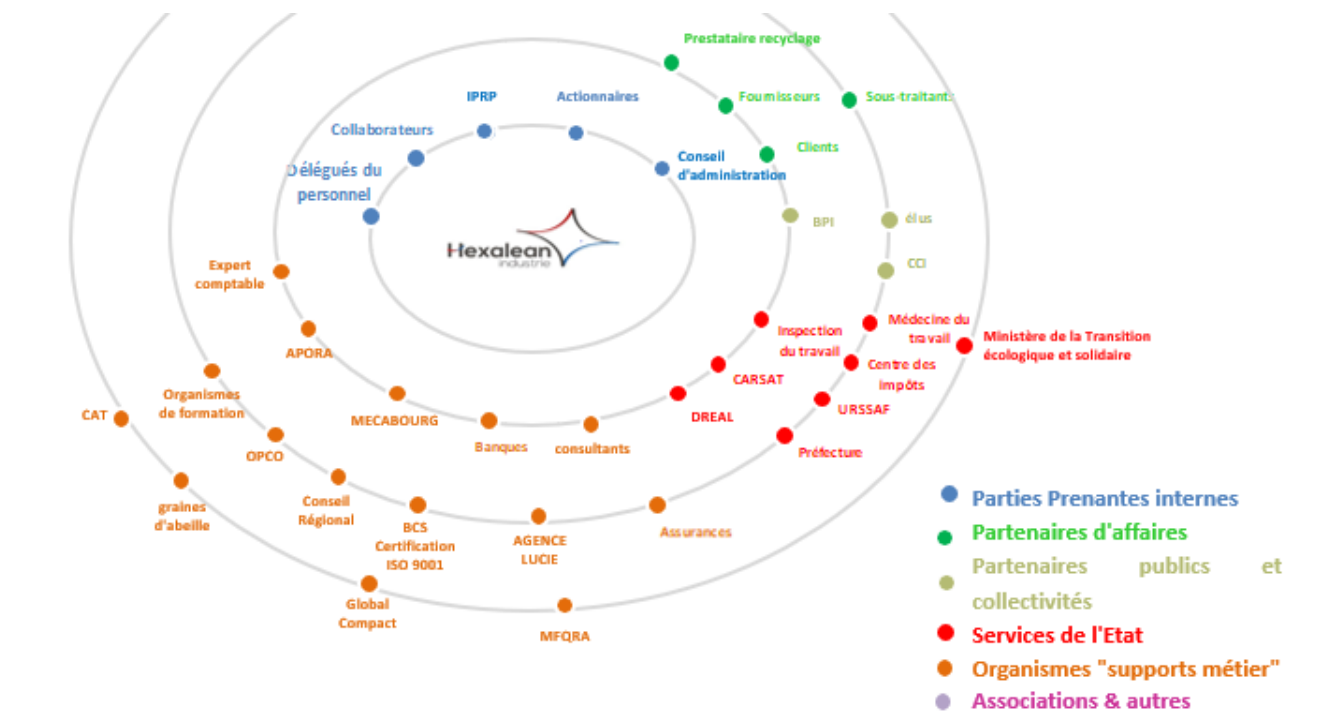 Prestataire recyclage
IPRP
Actionnaires
Fournisseurs
Sous-traitants
Collaborateurs
Clients
Délégués du
personnel
Conseil
d'administration
BPI
élus
Hexalean
industrie
Expert
comptable
CCI
APORA
Inspection
du travail
Médecine du
travail
Ministère de la Transition
écologique et solidaire
Centre des
impôts
CARSAT
Organismes
de formation
CAT
MECABOURG
DREAL
URSSAF
OPCO
Banques
consultants
Préfecture
graines
d'abeille
Conseil
Régional
BCS
Certification
ISO 9001
AGENCE
LUCIE
Assurances
Global
Compact
MFQRA
Parties Prenantes internes
Partenaires d'affaires
Partenaires publics et
collectivités
Services de l'Etat
Organismes "supports métier"
Associations & autres